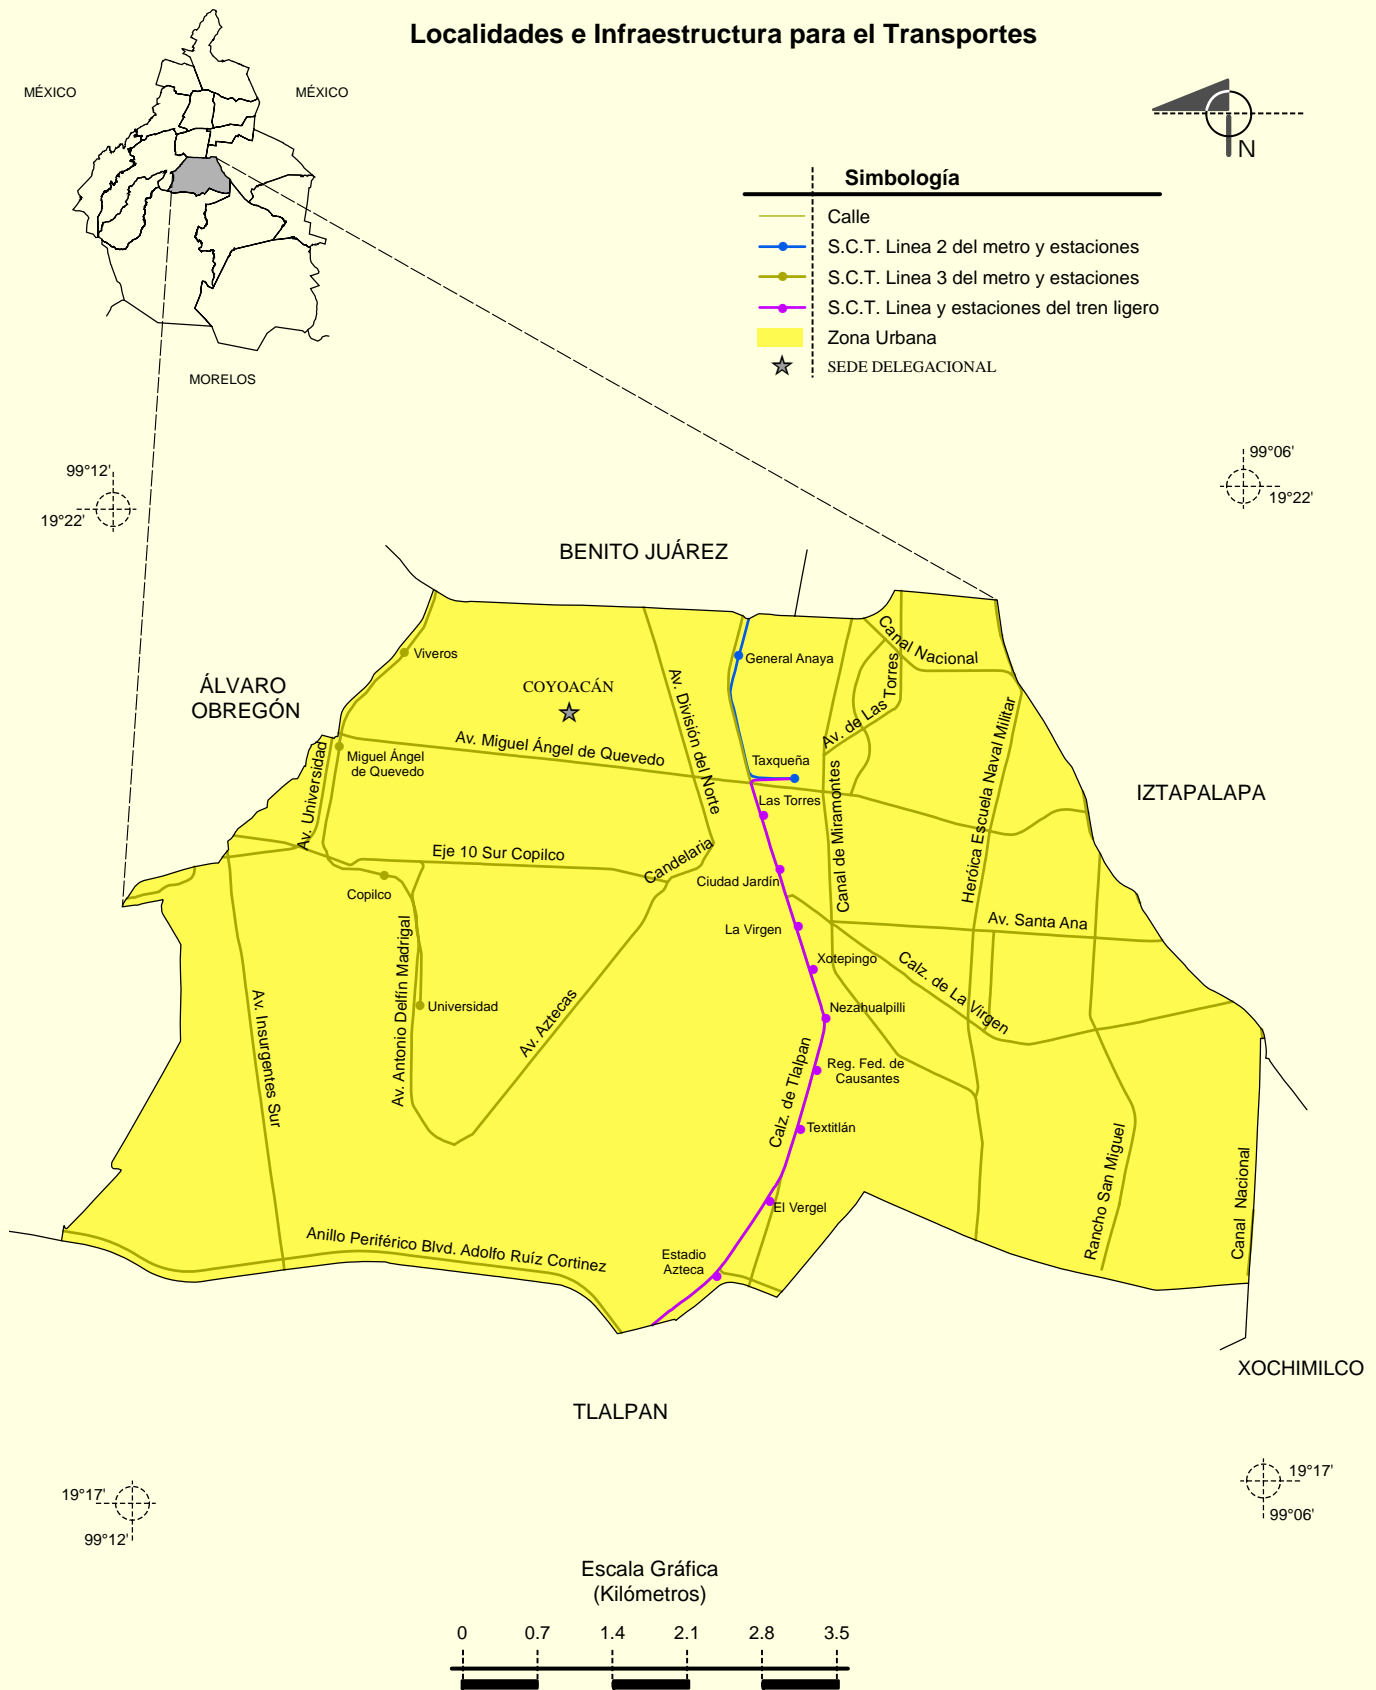 Localidades e Infraestructura para el Transportes
MÉXICO
MÉXICO
MORELOS
N
Simbología
Calle
S.C.T. Linea 2 del metro y estaciones
S.C.T. Linea 3 del metro y estaciones
S.C.T. Linea y estaciones del tren ligero
Zona Urbana
SEDE DELEGACIONAL
99°12'
19°22'
99°06'
19°22'
BENITO JUÁREZ
ÁLVARO
OBREGÓN
IZTAPALAPA
Viveros
COYOACÁN
General Anaya
Canal Nacional
Av. División del Norte
Av. de Las Torres
Av. Miguel Ángel de Quevedo
Miguel Ángel
de Quevedo
Av. Universidad
Taxqueña
Las Torres
Canal de Miramontes
Heróica Escuela Naval Militar
Eje 10 Sur Copilco
Candelaria
Copilco
Ciudad Jardín
La Virgen
Av. Santa Ana
Xotepingo
Calz. de La Virgen
Av. Antonio Delfín Madrigal
Universidad
Av. Aztecas
Nezahualpilli
Av. Insurgentes Sur
Calz. de Tlalpan
Reg. Fed. de
Causantes
Textitlán
Rancho San Miguel
Canal Nacional
El Vergel
Anillo Periférico Blvd. Adolfo Ruíz Cortinez
Estadio
Azteca
XOCHIMILCO
TLALPAN
19°17'
99°12'
19°17'
99°06'
Escala Gráfica
(Kilómetros)
0 0.7 1.4 2.1 2.8 3.5